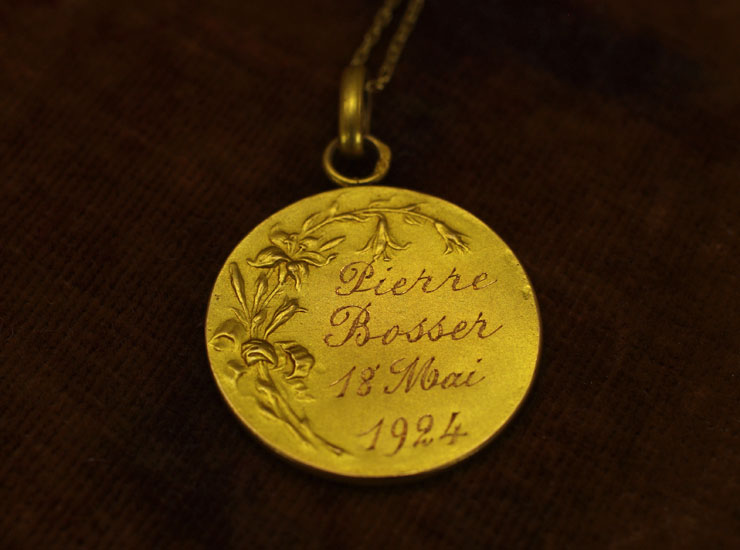 Pierre
Bosser
18 Mai
1924